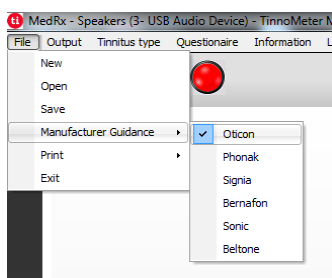 ti MedRx - Speakers (3- USB Audio Device) - TinnoMeter M
File Output Tinnitus type Questionaire Information L
New
Open
Save
Manufacturer Guidance
Print
Exit
Oticon
Phonak
Signia
Bernafon
Sonic
Beltone